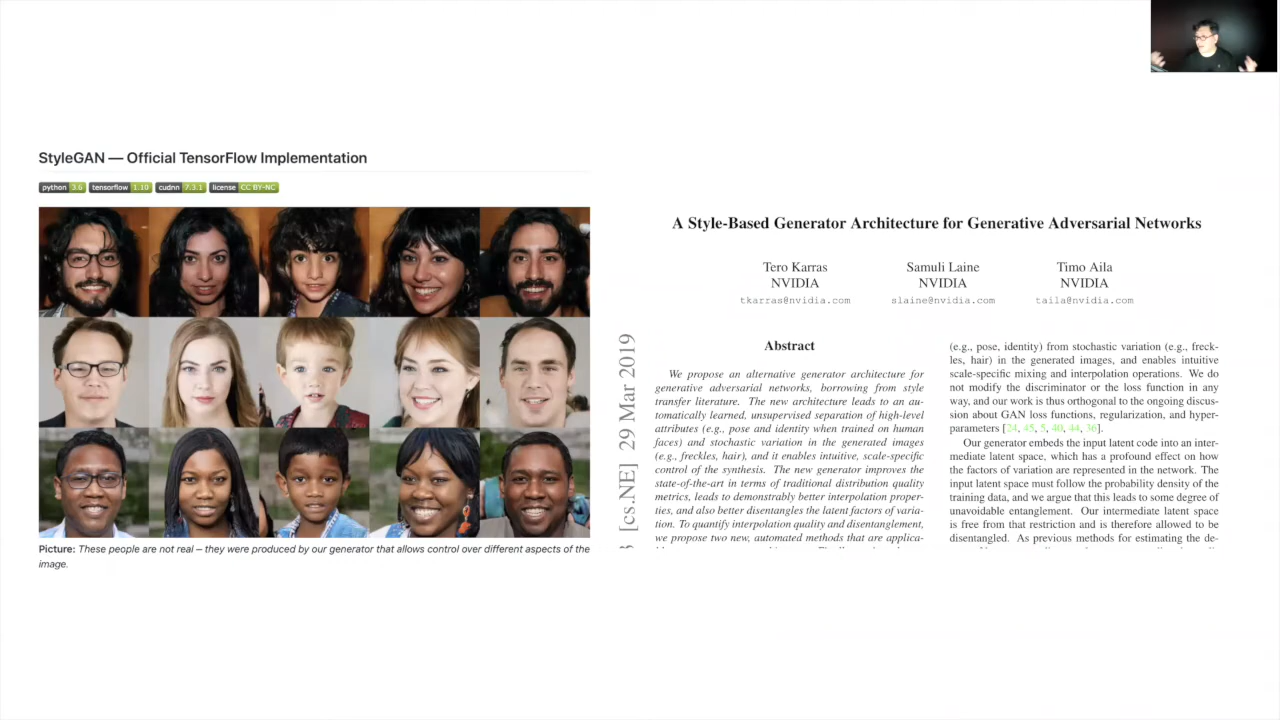 StyleGAN — Official TensorFlow Implementation
python 3.6 tensorflow 1.10 cudnn 7.3.1 license CC BY-NC
Picture: These people are not real – they were produced by our generator that allows control over different aspects of the
image.
[cs.NE] 29 Mar 2019
A Style-Based Generator Architecture for Generative Adversarial Networks
Tero Karras
NVIDIA
tkarras@nvidia.com
Samuli Laine
NVIDIA
slaine@nvidia.com
Timo Aila
NVIDIA
taila@nvidia.com
Abstract
We propose an alternative generator architecture for
generative adversarial networks, borrowing from style
transfer literature. The new architecture leads to an au-
tomatically learned, unsupervised separation of high-level
attributes (e.g., pose and identity when trained on human
faces) and stochastic variation in the generated images
(e.g., freckles, hair), and it enables intuitive, scale-specific
control of the synthesis. The new generator improves the
state-of-the-art in terms of traditional distribution quality
metrics, leads to demonstrably better interpolation proper-
ties, and also better disentangles the latent factors of varia-
tion. To quantify interpolation quality and disentanglement,
we propose two new, automated methods that are applica-
(e.g., pose, identity) from stochastic variation (e.g., freck-
les, hair) in the generated images, and enables intuitive
scale-specific mixing and interpolation operations. We do
not modify the discriminator or the loss function in any
way, and our work is thus orthogonal to the ongoing discus-
sion about GAN loss functions, regularization, and hyper-
parameters [24, 45, 5, 40, 44, 36].
Our generator embeds the input latent code into an inter-
mediate latent space, which has a profound effect on how
the factors of variation are represented in the network. The
input latent space must follow the probability density of the
training data, and we argue that this leads to some degree of
unavoidable entanglement. Our intermediate latent space
is free from that restriction and is therefore allowed to be
disentangled. As previous methods for estimating the de-